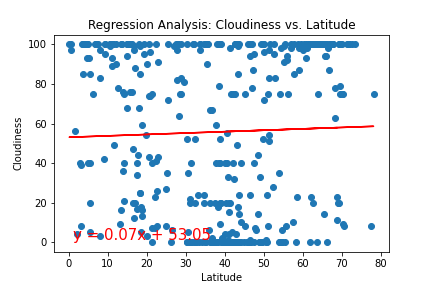 Regression Analysis: Cloudiness vs. Latitude
100
80
60
40
20
0
Cloudiness
y = 0.07x + 53.05
0 10 20 30 40 50 60 70 80
Latitude